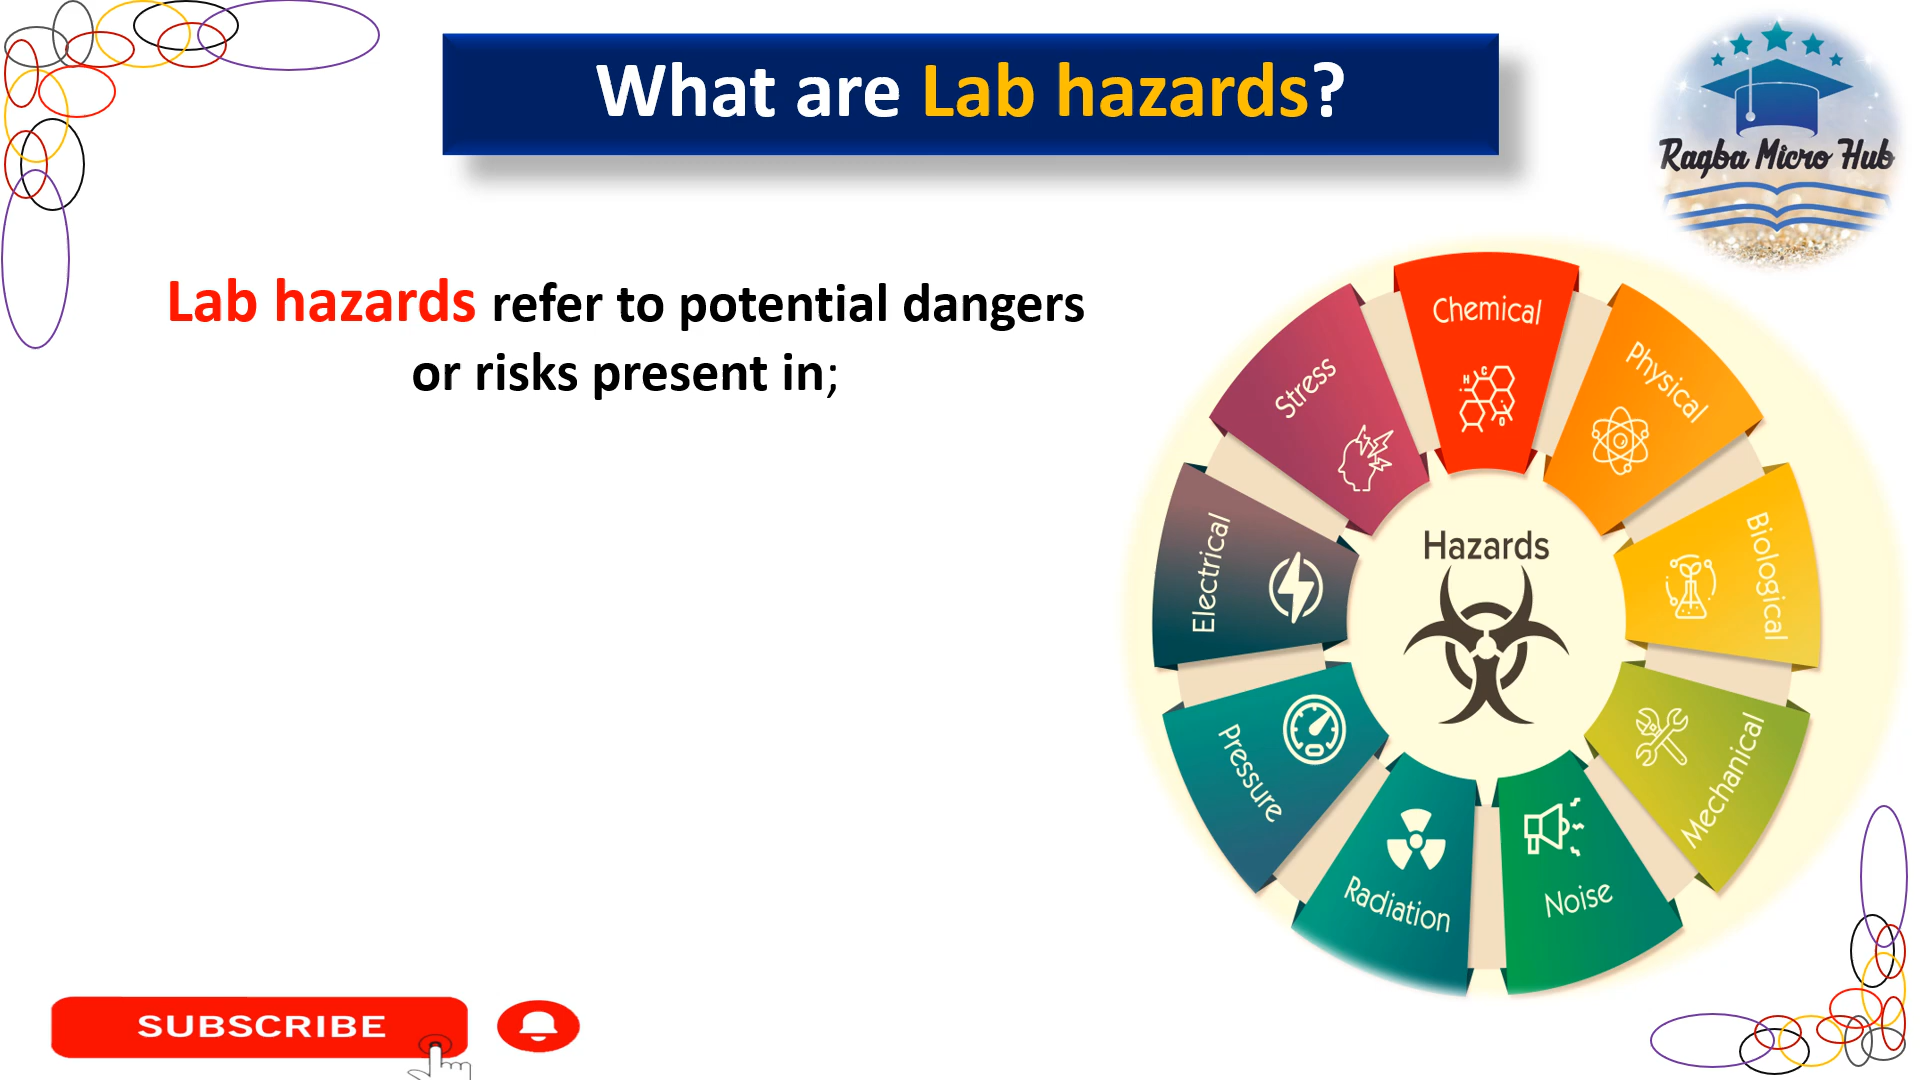 What are Lab hazards?
Ragba Micro Hub
Lab hazards refer to potential dangers
or risks present in;
Chemical
Physical
Biological
Mechanical
Noise
Radiation
Pressure
Electrical
Stress
H C
O
Hazards
SUBSCRIBE